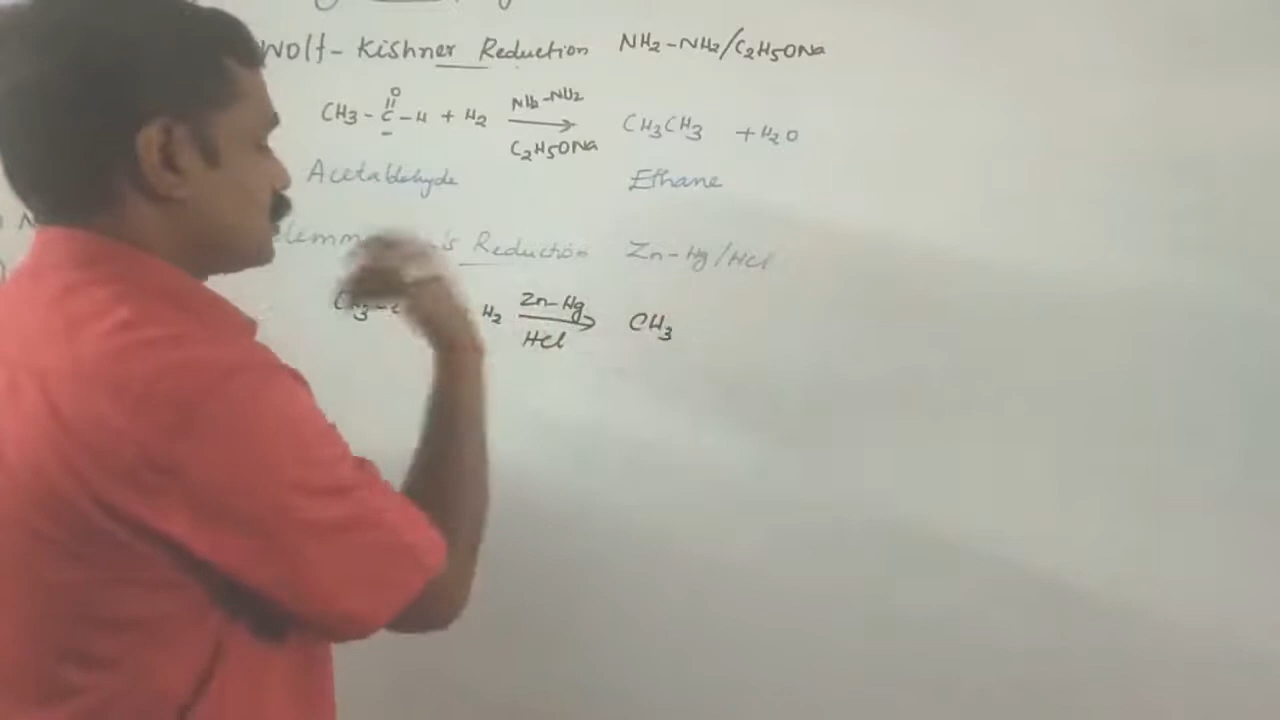 Wolf - Kishner Reduction NH2-NH2/C2H5ONa
O
CH3 - C - H + H2 NH2-NH2 → CH3CH3 + H2O
C2H5ONa
Acetaldehyde Ethane
Reduction Zn-Hg/HCl
H2 Zn-Hg → CH3
HCl